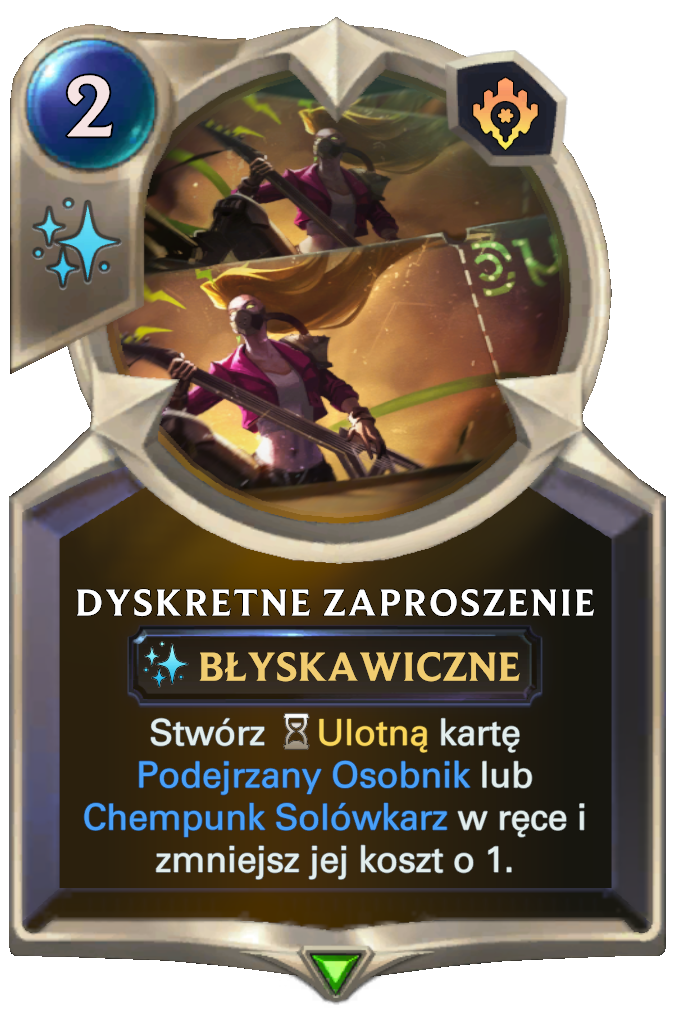 2
DYSKRETNE ZAPROSZENIE
BŁYSKAWICZNE
Stwórz Ulotną kartę
Podejrzany Osobnik lub
Chempunk Solówkarz w ręce i
zmniejsz jej koszt o 1.